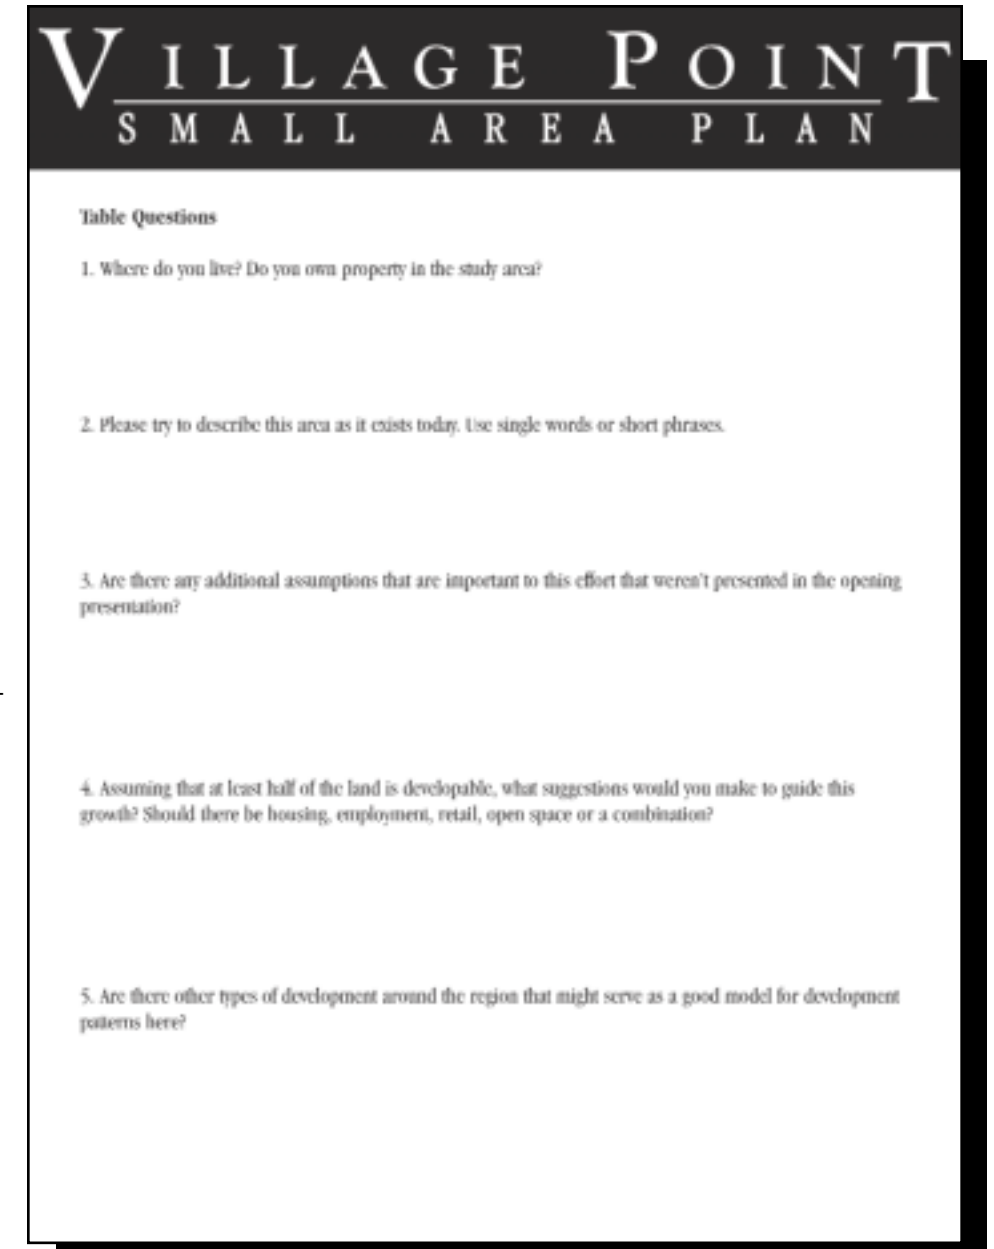 VILLAGE POINT
SMALL AREA PLAN
Table Questions
1. Where do you live? Do you own property in the study area?
2. Please try to describe this area as it exists today. Use single words or short phrases.
3. Are there any additional assumptions that are important to this effort that weren't presented in the opening
presentation?
4. Assuming that at least half of the land is developable, what suggestions would you make to guide this
growth? Should there be housing, employment, retail, open space or a combination?
5. Are there other types of development around the region that might serve as a good model for development
patterns here?